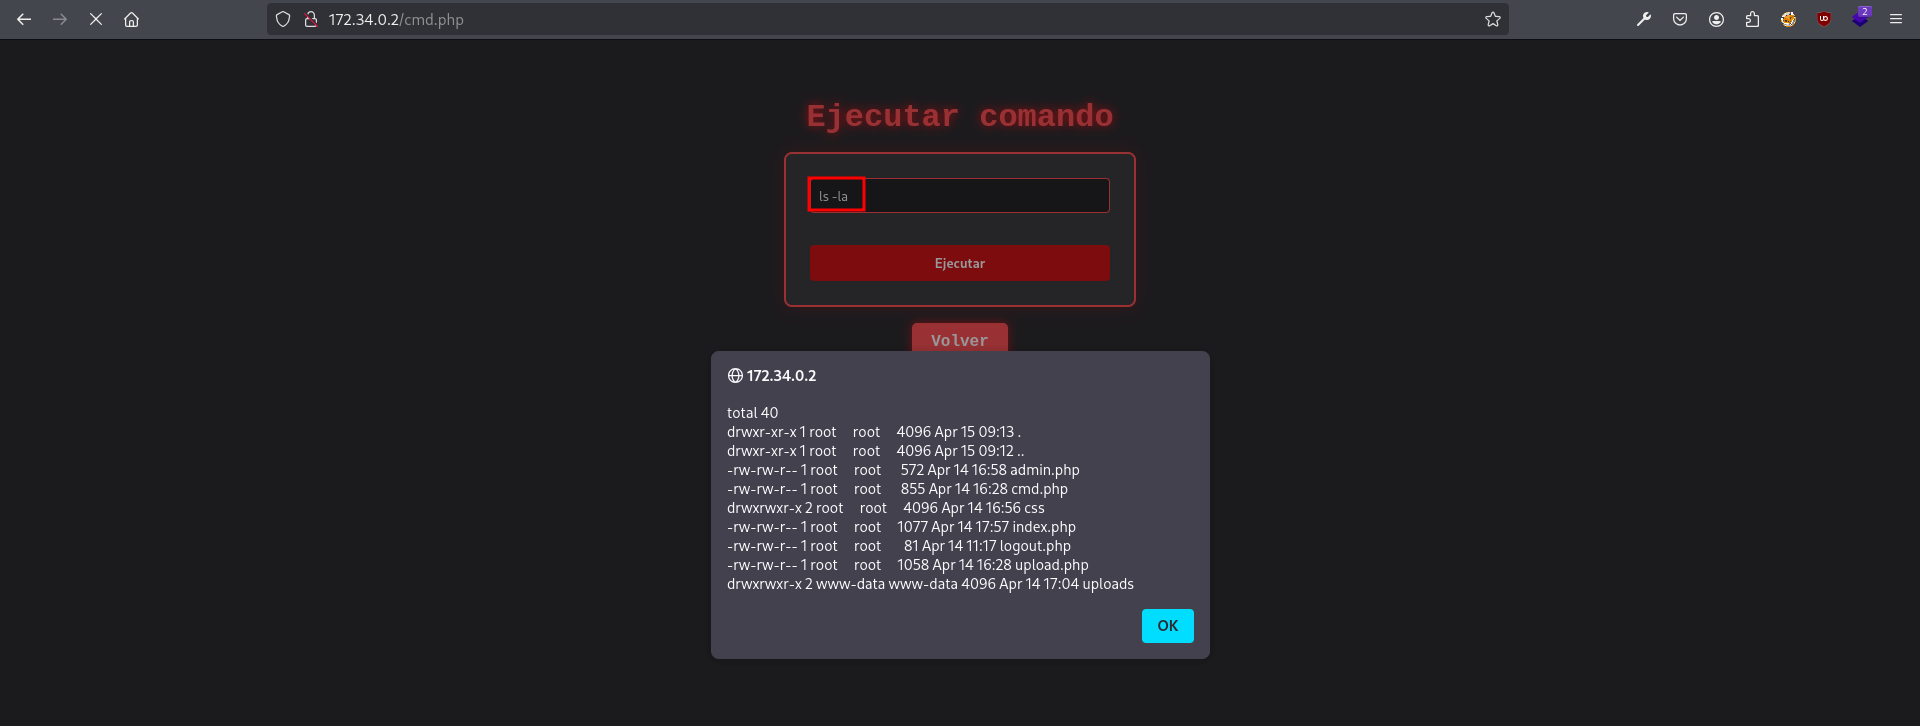 172.34.0.2/cmd.php
2
Ejecutar comando
ls -la
Ejecutar
Volver
172.34.0.2
total 40
drwxr-xr-x 1 root root 4096 Apr 15 09:13 .
drwxr-xr-x 1 root root 4096 Apr 15 09:12 ..
-rw-rw-r-- 1 root root 572 Apr 14 16:58 admin.php
-rw-rw-r-- 1 root root 855 Apr 14 16:28 cmd.php
drwxrwxr-x 2 root root 4096 Apr 14 16:56 css
-rw-rw-r-- 1 root root 1077 Apr 14 17:57 index.php
-rw-rw-r-- 1 root root 81 Apr 14 11:17 logout.php
-rw-rw-r-- 1 root root 1058 Apr 14 16:28 upload.php
drwxrwxr-x 2 www-data www-data 4096 Apr 14 17:04 uploads
OK